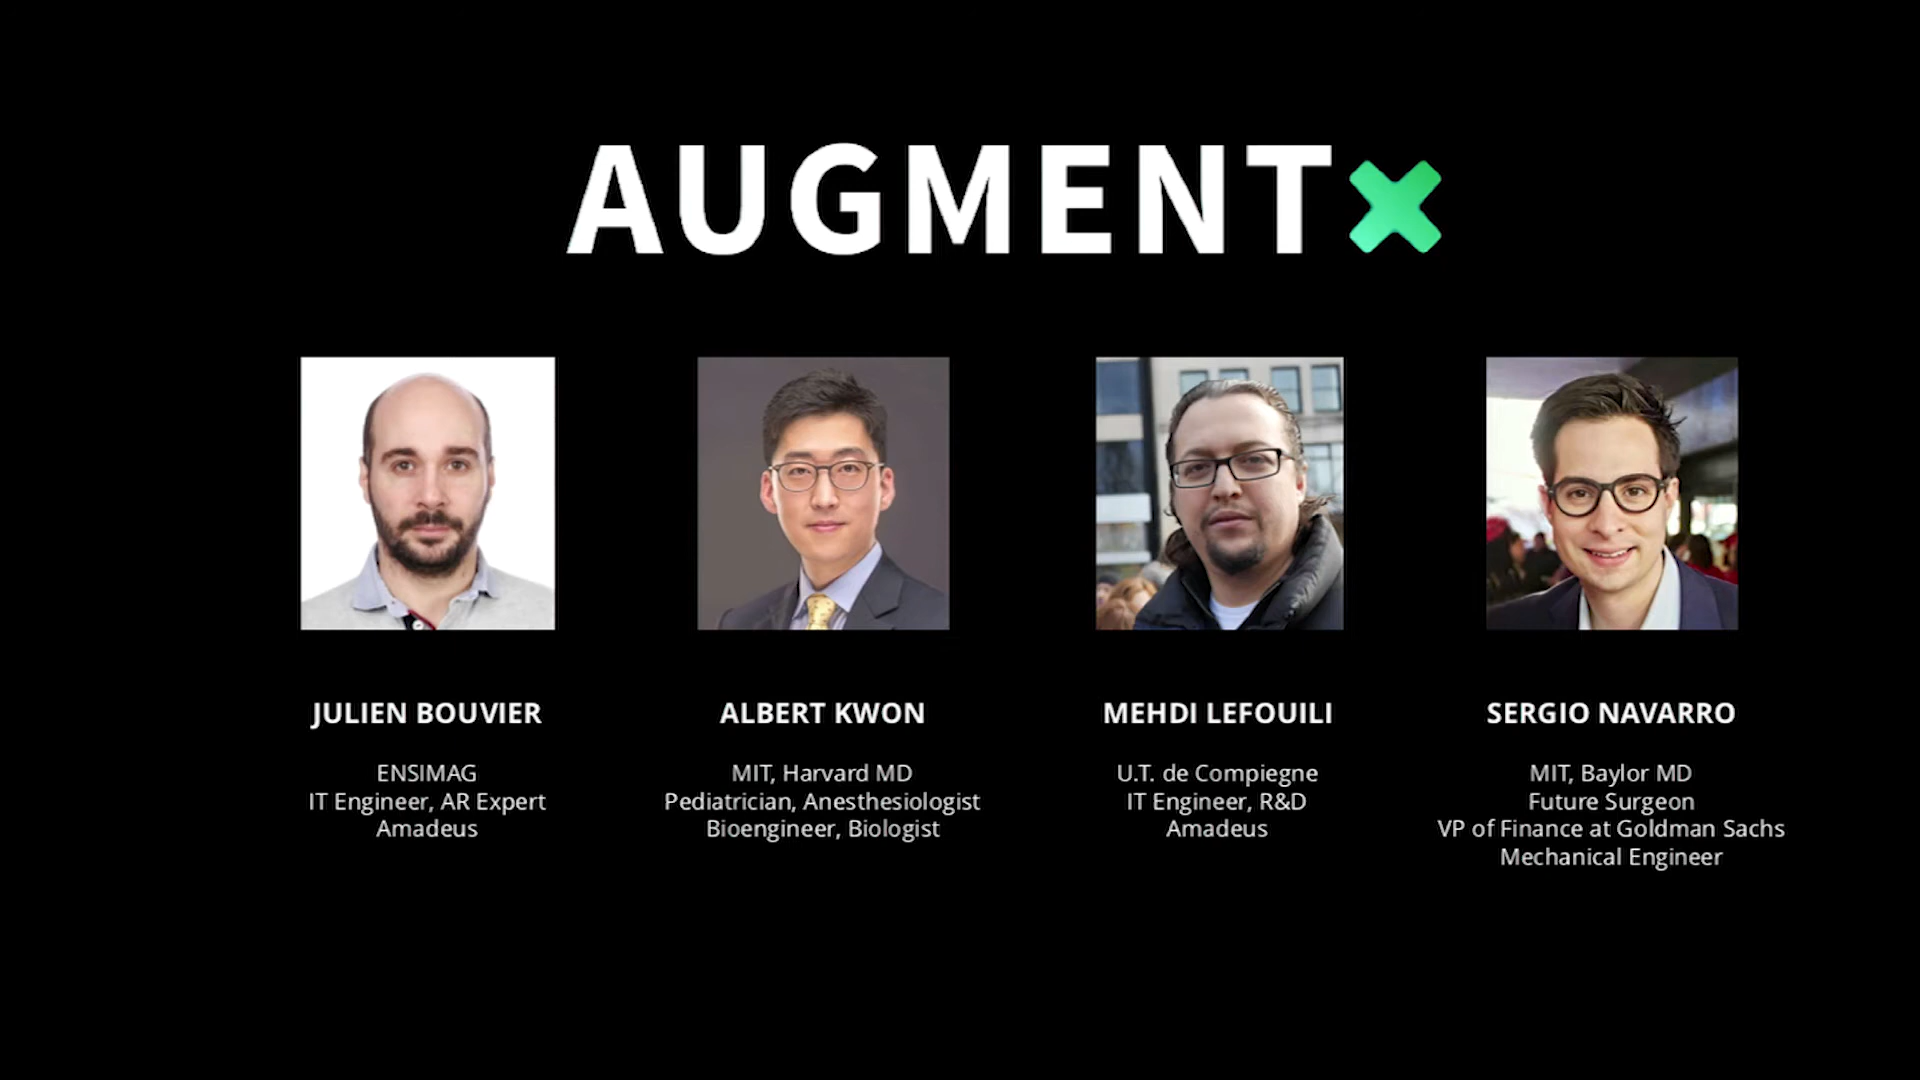 AUGMENTx
JULIEN BOUVIER
ENSIMAG
IT Engineer, AR Expert
Amadeus
ALBERT KWON
MIT, Harvard MD
Pediatrician, Anesthesiologist
Bioengineer, Biologist
MEHDI LEFOUILI
U.T. de Compiegne
IT Engineer, R&D
Amadeus
SERGIO NAVARRO
MIT, Baylor MD
Future Surgeon
VP of Finance at Goldman Sachs
Mechanical Engineer